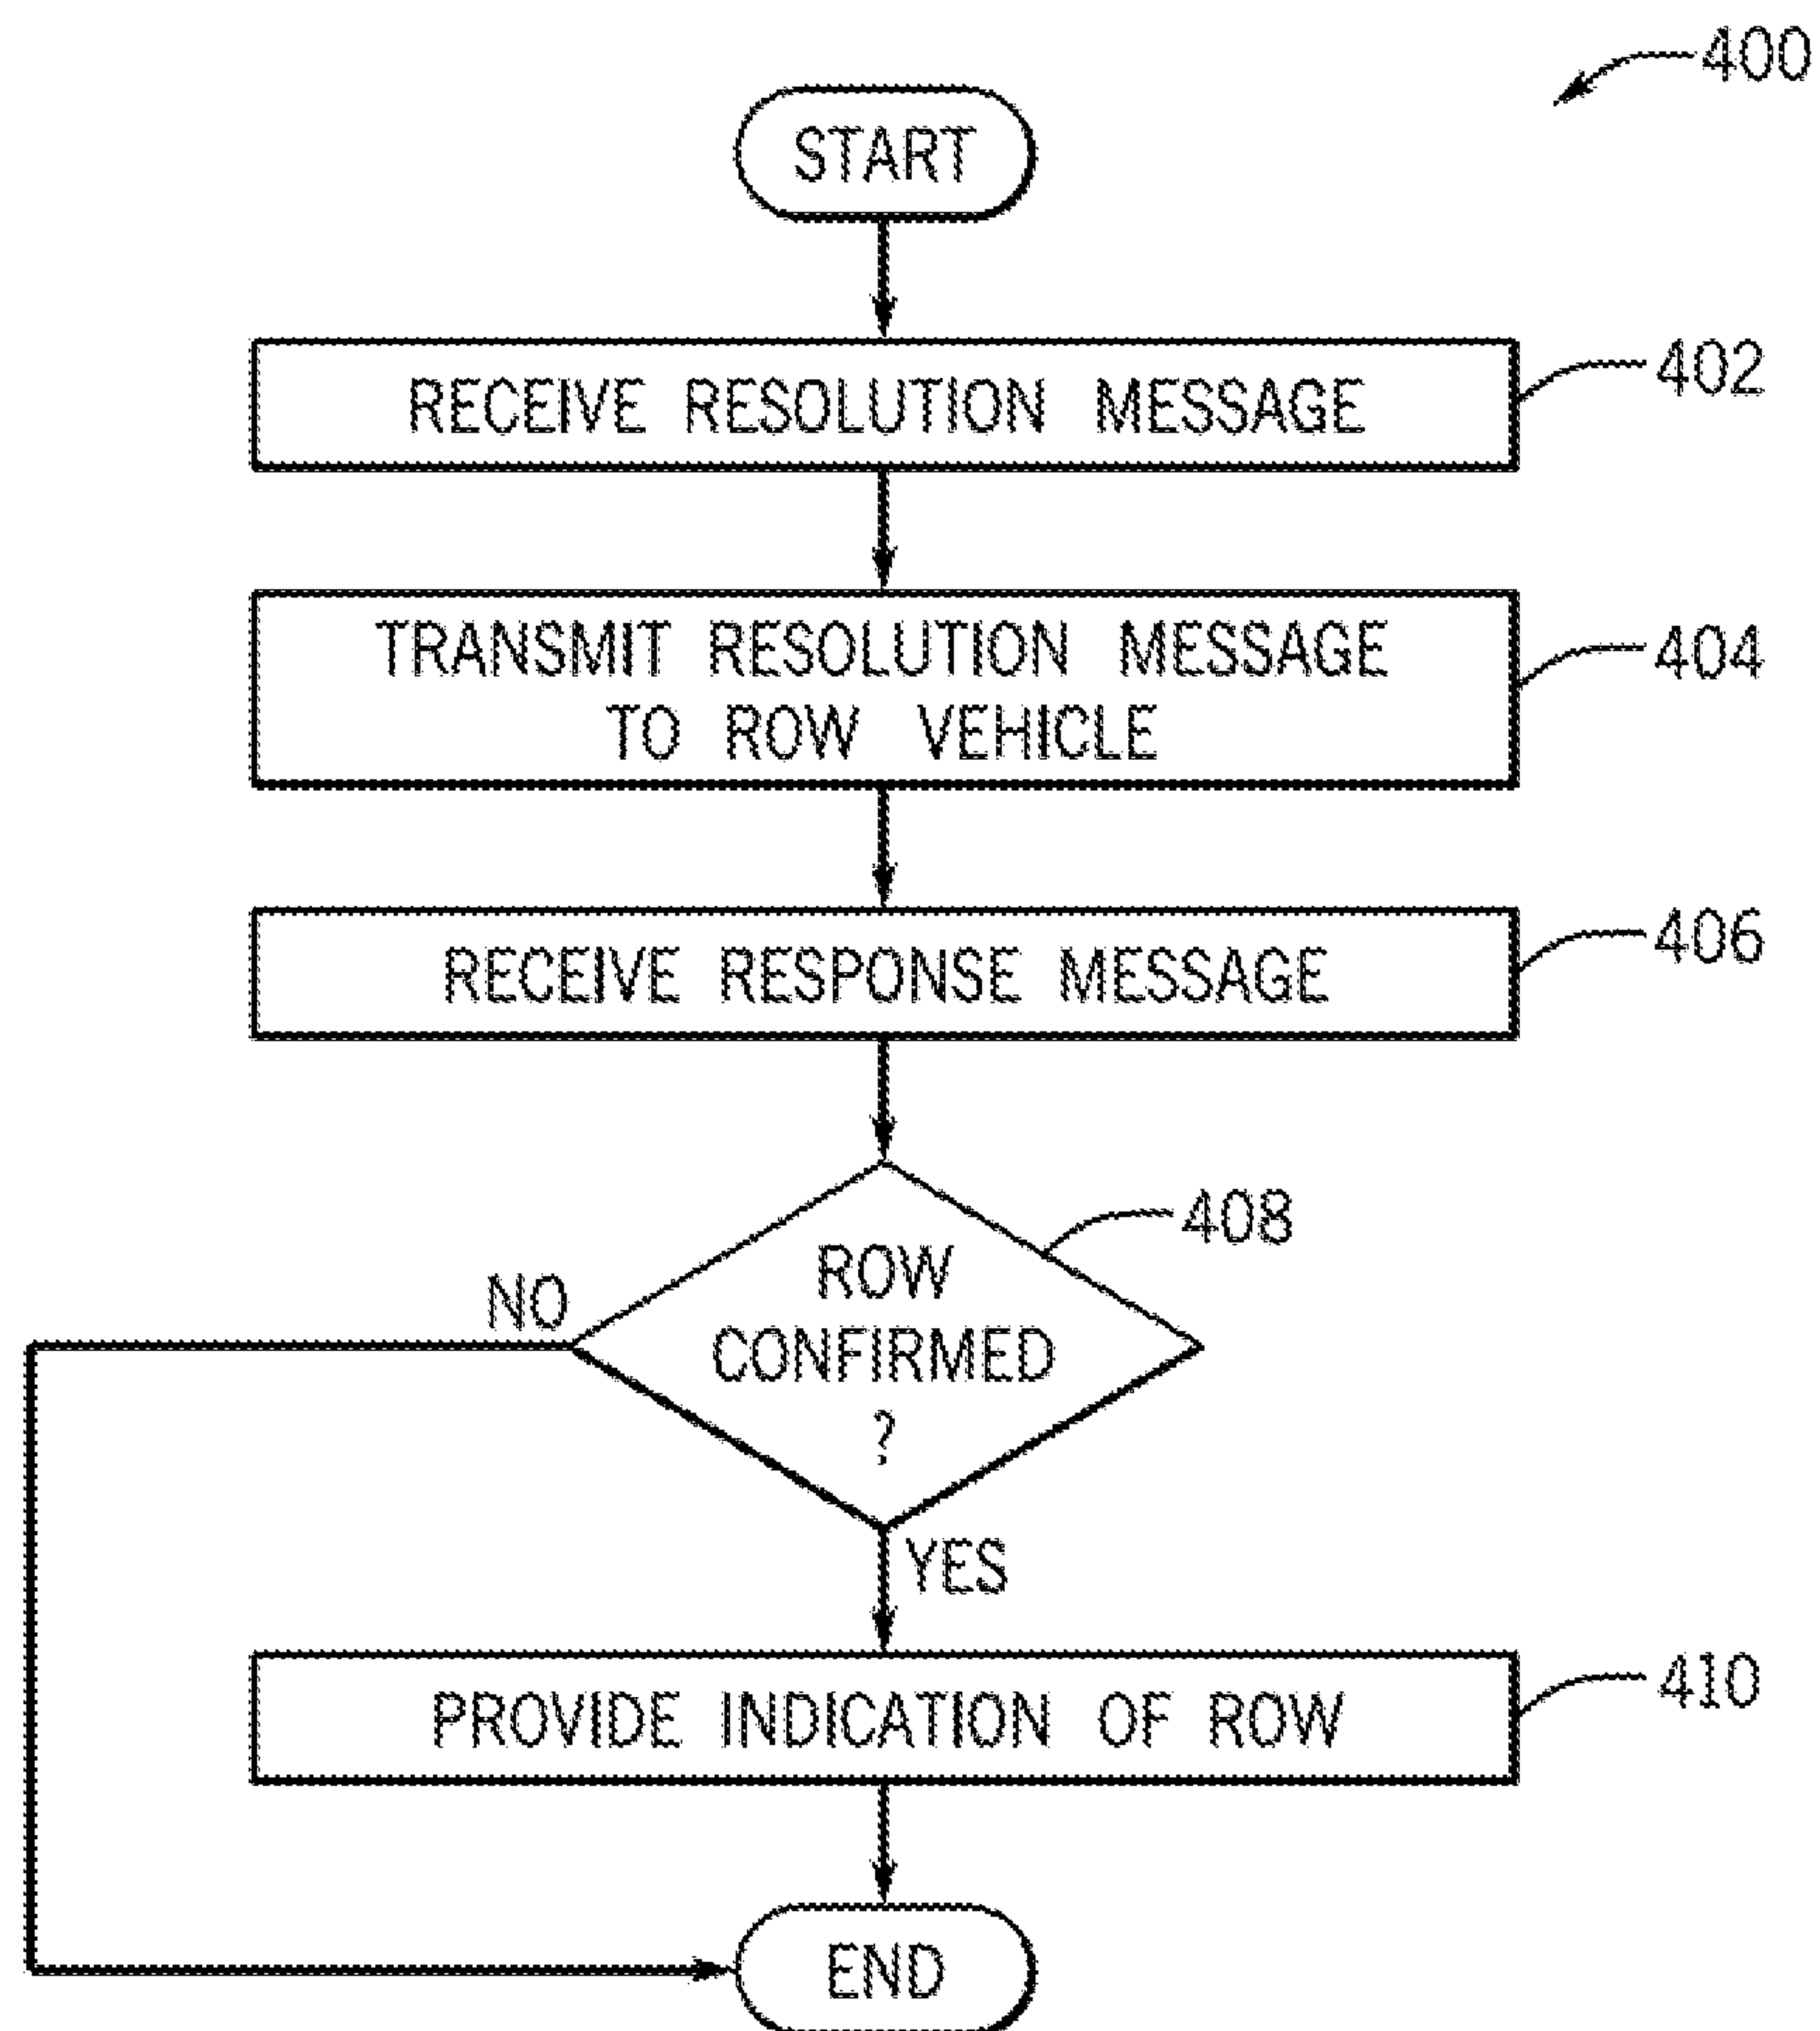 400
START
RECEIVE RESOLUTION MESSAGE
402
TRANSMIT RESOLUTION MESSAGE
TO ROW VEHICLE
404
RECEIVE RESPONSE MESSAGE
406
ROW
CONFIRMED
?
408
NO
YES
PROVIDE INDICATION OF ROW
410
END